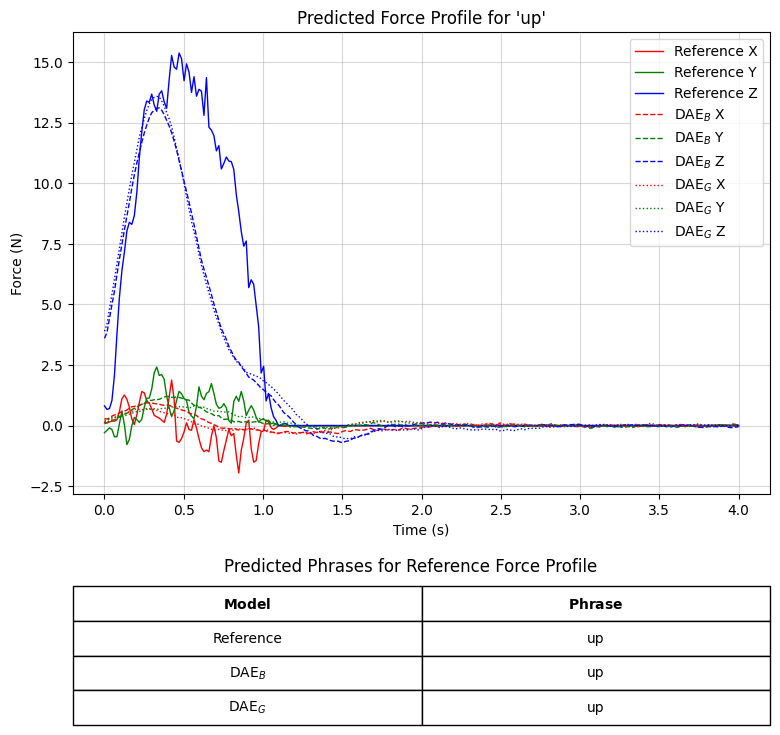 Predicted Force Profile for 'up'
Force (N)
15.0
12.5
10.0
7.5
5.0
2.5
0.0
−2.5
Reference X
Reference Y
Reference Z
DAE_B X
DAE_B Y
DAE_B Z
DAE_G X
DAE_G Y
DAE_G Z
0.0 0.5 1.0 1.5 2.0 2.5 3.0 3.5 4.0
Time (s)
Predicted Phrases for Reference Force Profile
Model Phrase
Reference up
DAE_B up
DAE_G up